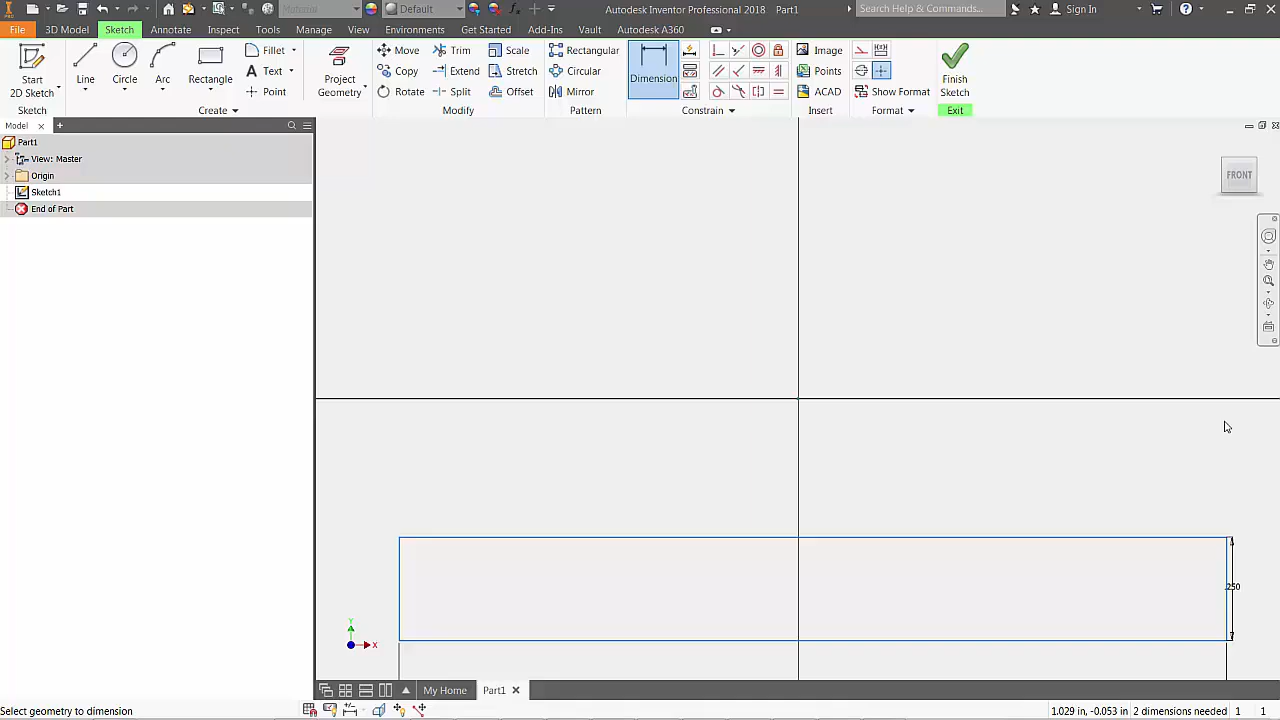 Material
Default
Autodesk Inventor Professional 2018 Part1
Search Help & Commands...
Sign In
PRO
File
3D Model
Sketch
Annotate
Inspect
Tools
Manage
View
Environments
Get Started
Add-Ins
Vault
Autodesk A360
Start
2D Sketch
Line
Circle
Arc
Rectangle
Fillet
Text
Point
Project
Geometry
Move
Copy
Rotate
Trim
Extend
Split
Scale
Stretch
Offset
Rectangular
Circular
Mirror
Dimension
Image
Points
ACAD
Show Format
Finish
Sketch
Sketch
Create
Modify
Pattern
Constrain
Insert
Format
Exit
Model
Part1
View: Master
Origin
Sketch1
End of Part
FRONT
.250
Y
X
My Home
Part1
Select geometry to dimension
1.029 in, -0.053 in
2 dimensions needed
1
1